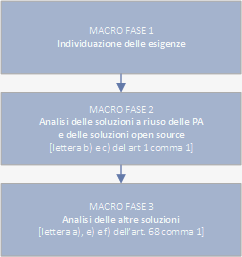 MACRO FASE 1
Individuazione delle esigenze
MACRO FASE 2
Analisi delle soluzioni a riuso delle PA
e delle soluzioni open source
[lettera b) e c) del art 1 comma 1]
MACRO FASE 3
Analisi delle altre soluzioni
[lettera a), e) e f) dell'art. 68 comma 1]